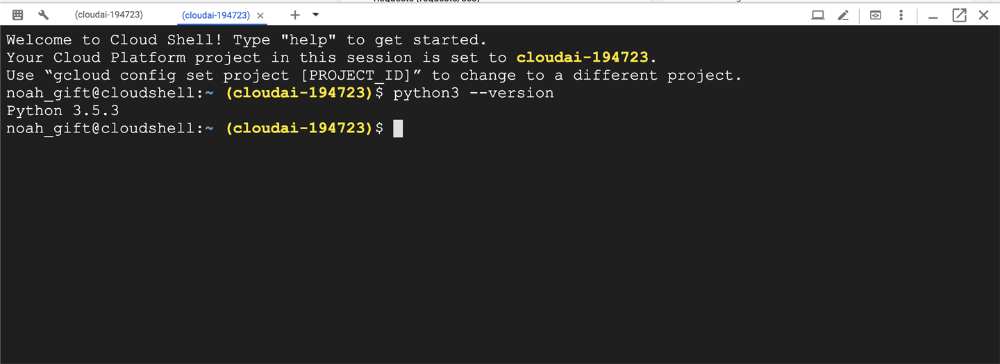 (cloudai-194723) (cloudai-194723)
Welcome to Cloud Shell! Type "help" to get started.
Your Cloud Platform project in this session is set to cloudai-194723.
Use “gcloud config set project [PROJECT_ID]” to change to a different project.
noah_gift@cloudshell:~ (cloudai-194723)$ python3 --version
Python 3.5.3
noah_gift@cloudshell:~ (cloudai-194723)$